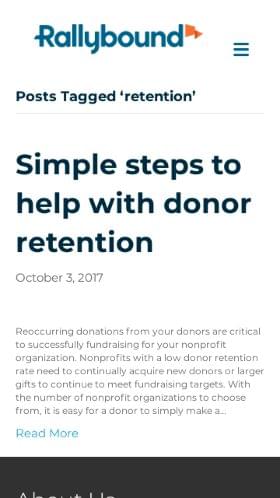 Rallybound
Posts Tagged ‘retention’
Simple steps to
help with donor
retention
October 3, 2017
Reoccurring donations from your donors are critical
to successfully fundraising for your nonprofit
organization. Nonprofits with a low donor retention
rate need to continually acquire new donors or larger
gifts to continue to meet fundraising targets. With
the number of nonprofit organizations to choose
from, it is easy for a donor to simply make a...
Read More
About Us